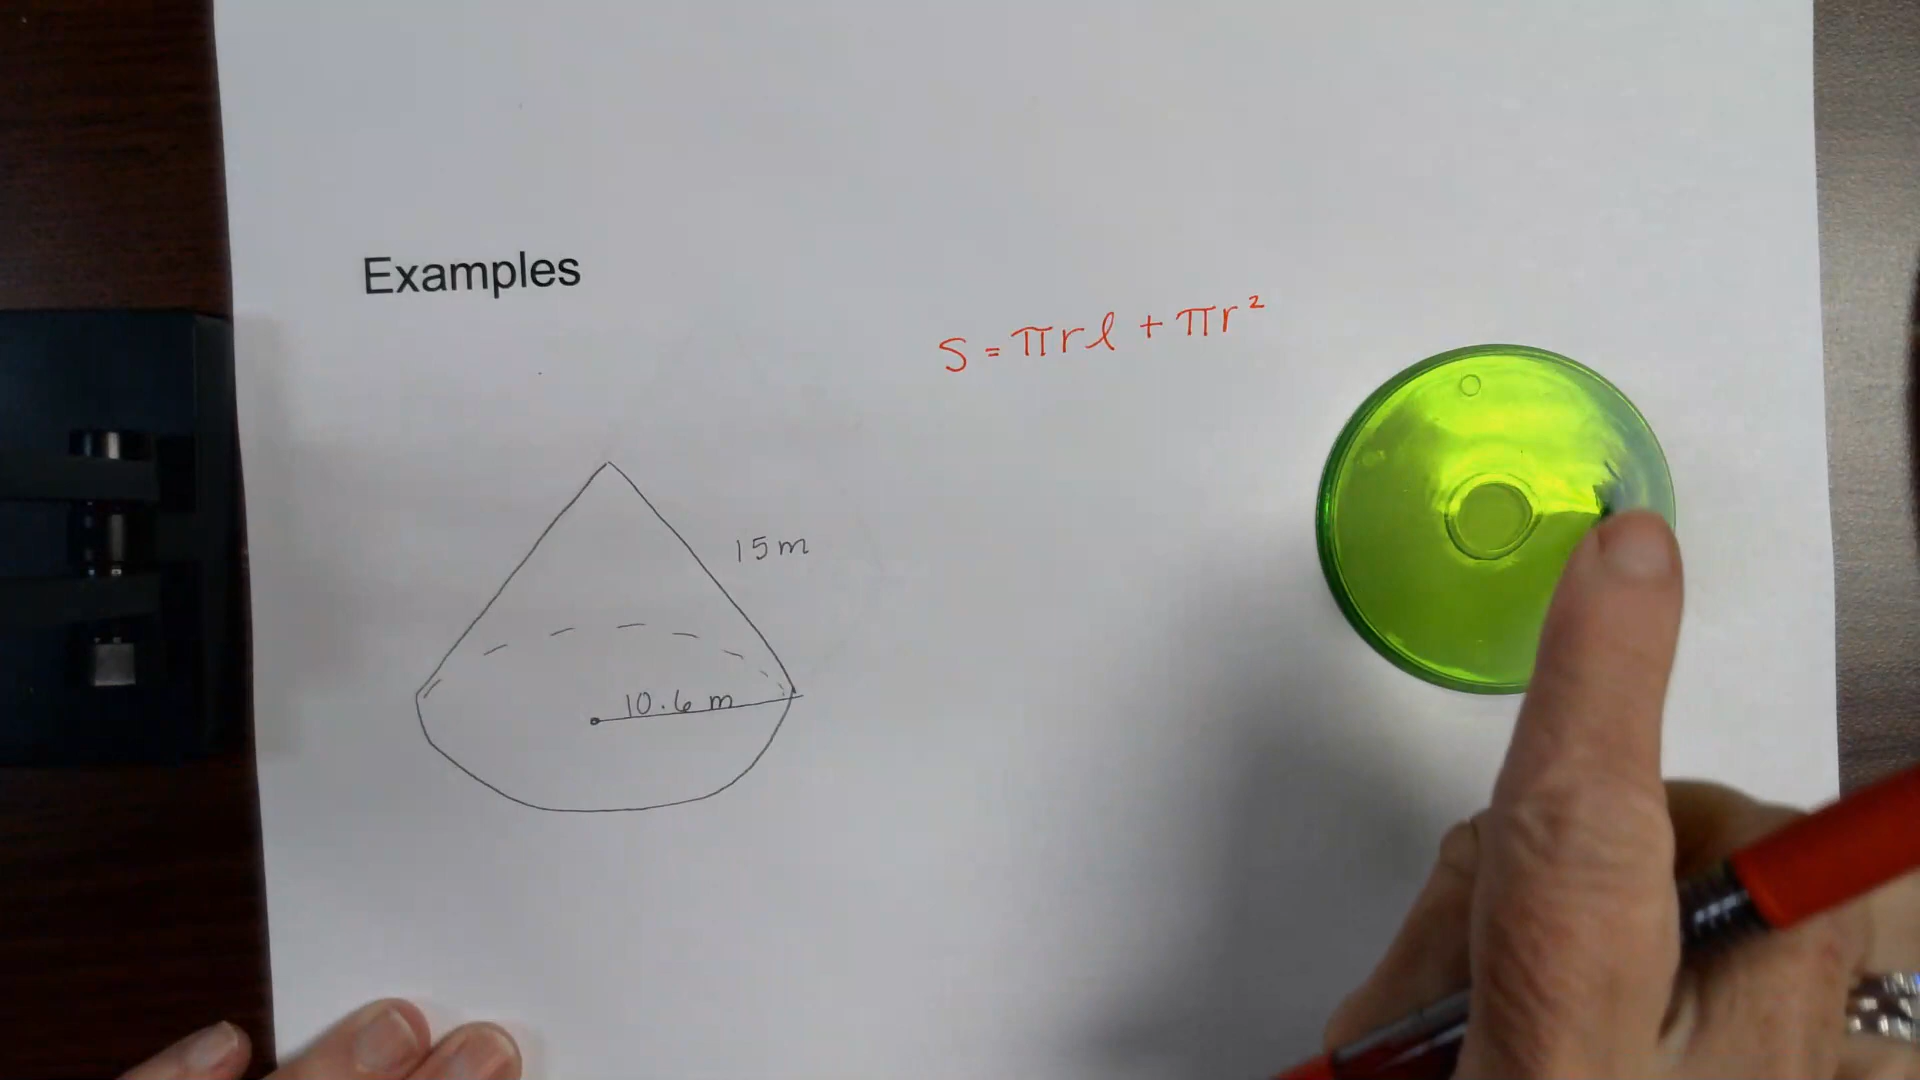 Examples
S = πrl + πr²
15m
10.6 m